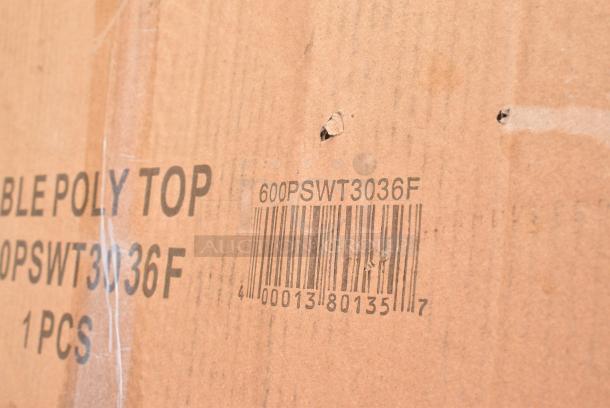 BLE POLY TOP
0PSWT3036F
1 PCS
600PSWT3036F
4 00013 80135 7